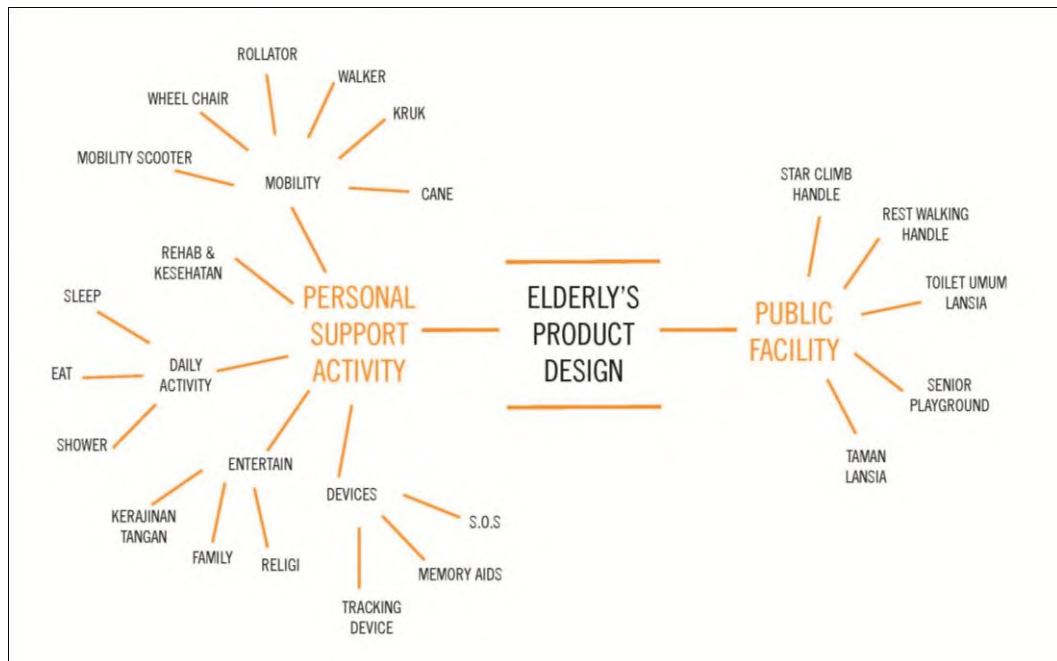 ROLLATOR
WALKER
WHEEL CHAIR
KRUK
MOBILITY SCOOTER
MOBILITY
CANE
REHAB &
KESEHATAN
SLEEP
PERSONAL
SUPPORT
ACTIVITY
EAT
DAILY
ACTIVITY
SHOWER
ENTERTAIN
KERAJINAN
TANGAN
FAMILY
RELIGI
DEVICES
S.O.S
MEMORY AIDS
TRACKING
DEVICE
ELDERLY'S
PRODUCT
DESIGN
PUBLIC
FACILITY
STAR CLIMB
HANDLE
REST WALKING
HANDLE
TOILET UMUM
LANSIA
SENIOR
PLAYGROUND
TAMAN
LANSIA